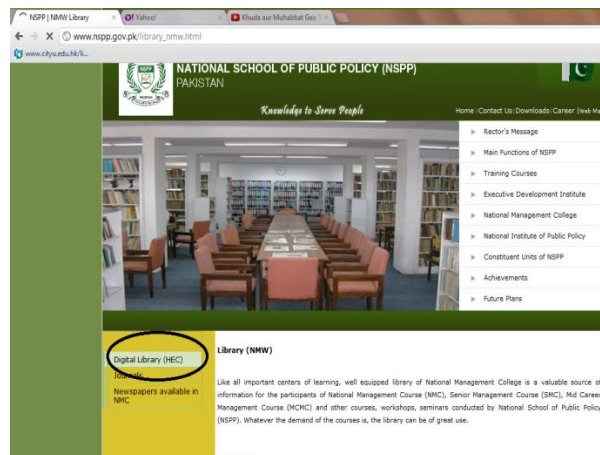 NSPP | NMW Library
Yahoo!
Khuda aur Muhabbat Geo
www.nspp.gov.pk/library_nmw.html
www.cityu.edu.hk/li...
NSPP
NATIONAL SCHOOL OF PUBLIC POLICY (NSPP)
PAKISTAN
Knowledge to Serve People
Home | Contact Us | Downloads | Career | Web Ma
Rector's Message
Main Functions of NSPP
Training Courses
Executive Development Institute
National Management College
National Institute of Public Policy
Constituent Units of NSPP
Achievements
Future Plans
Digital Library (HEC)
Journals
Newspapers available in
NMC
Library (NMW)
Like all important centers of learning, well equipped library of National Management College is a valuable source of
information for the participants of National Management Course (NMC), Senior Management Course (SMC), Mid Career
Management Course (MCMC) and other courses, workshops, seminars conducted by National School of Public Policy
(NSPP). Whatever the demand of the courses is, the library can be of great use.